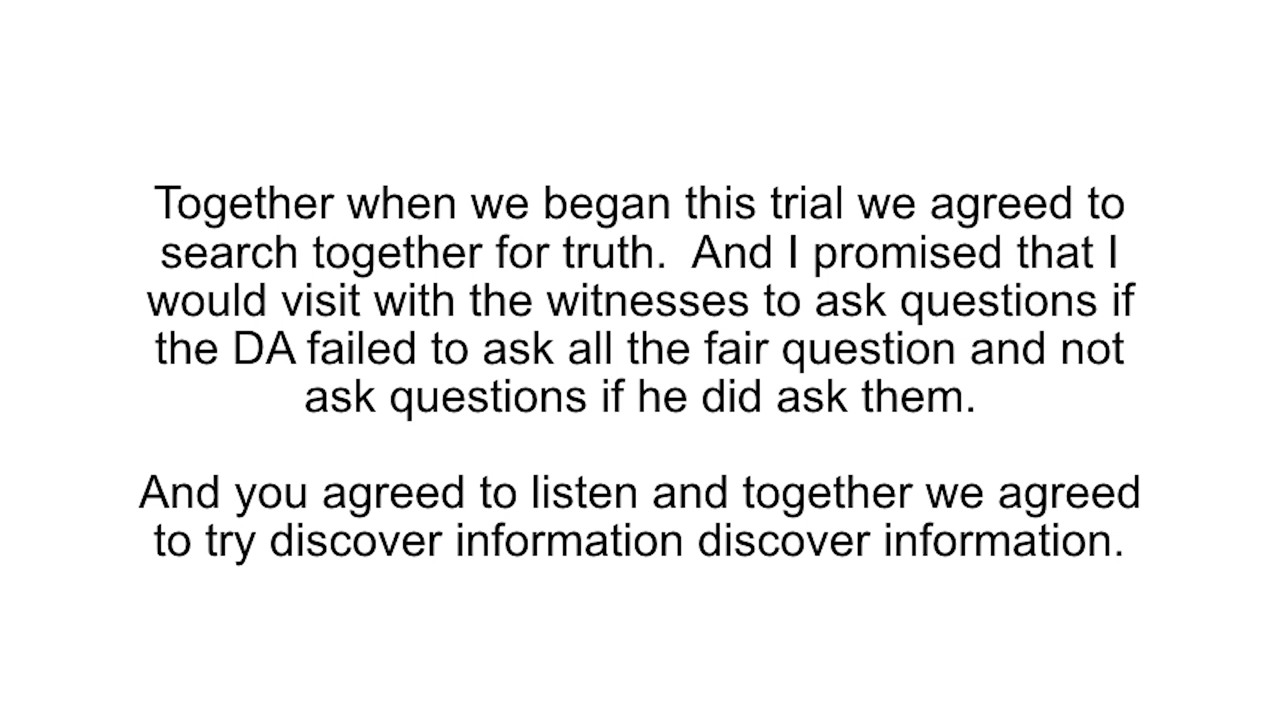 Together when we began this trial we agreed to
search together for truth.  And I promised that I
would visit with the witnesses to ask questions if
the DA failed to ask all the fair question and not
ask questions if he did ask them.
And you agreed to listen and together we agreed
to try discover information discover information.